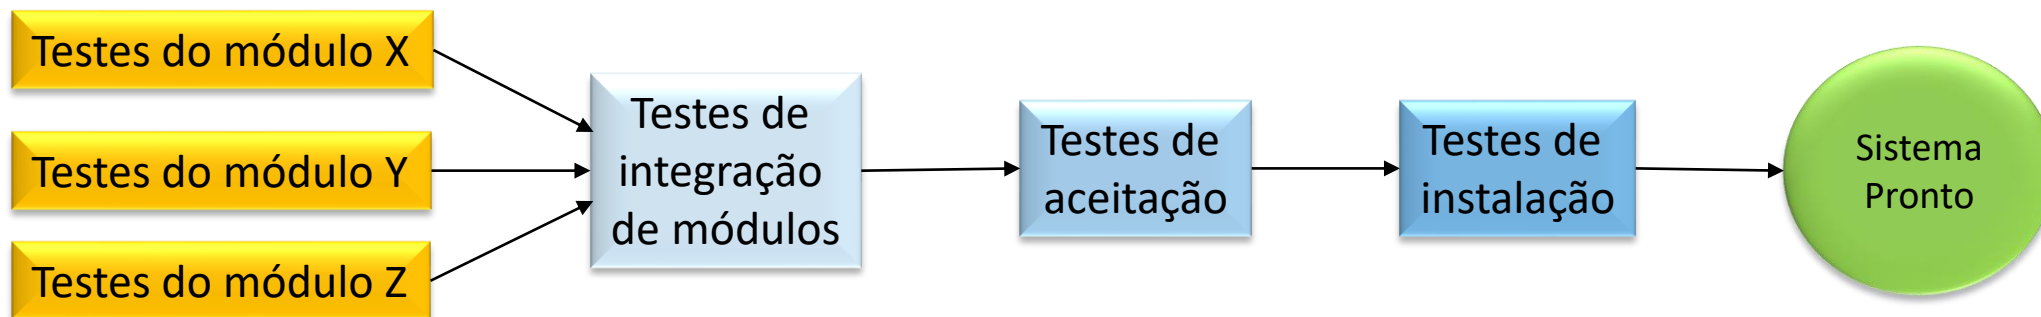 Testes do módulo X
Testes do módulo Y
Testes do módulo Z
Testes de
integração
de módulos
Testes de
aceitação
Testes de
instalação
Sistema
Pronto